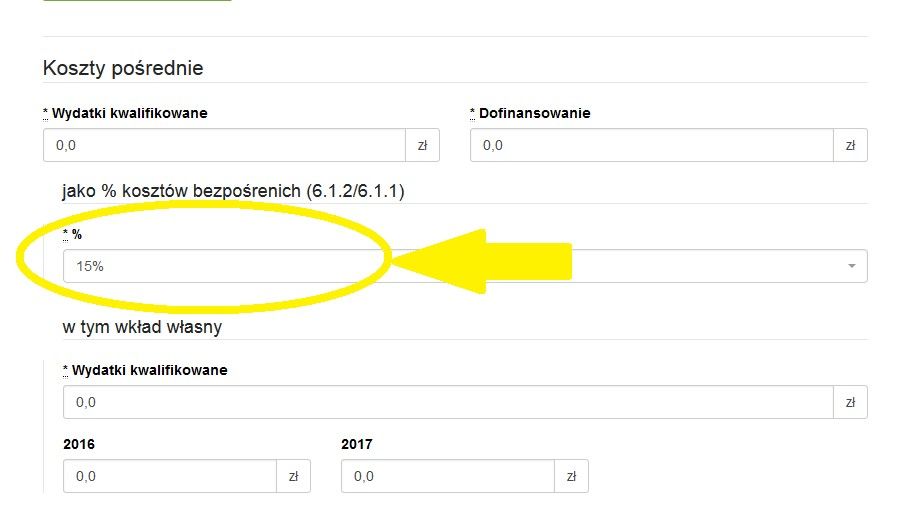 Koszty pośrednie
* Wydatki kwalifikowane * Dofinansowanie
0,0 zł 0,0 zł
jako % kosztów bezpośrenich (6.1.2/6.1.1)
* %
15%
w tym wkład własny
* Wydatki kwalifikowane
0,0 zł
2016 2017
0,0 zł 0,0 zł